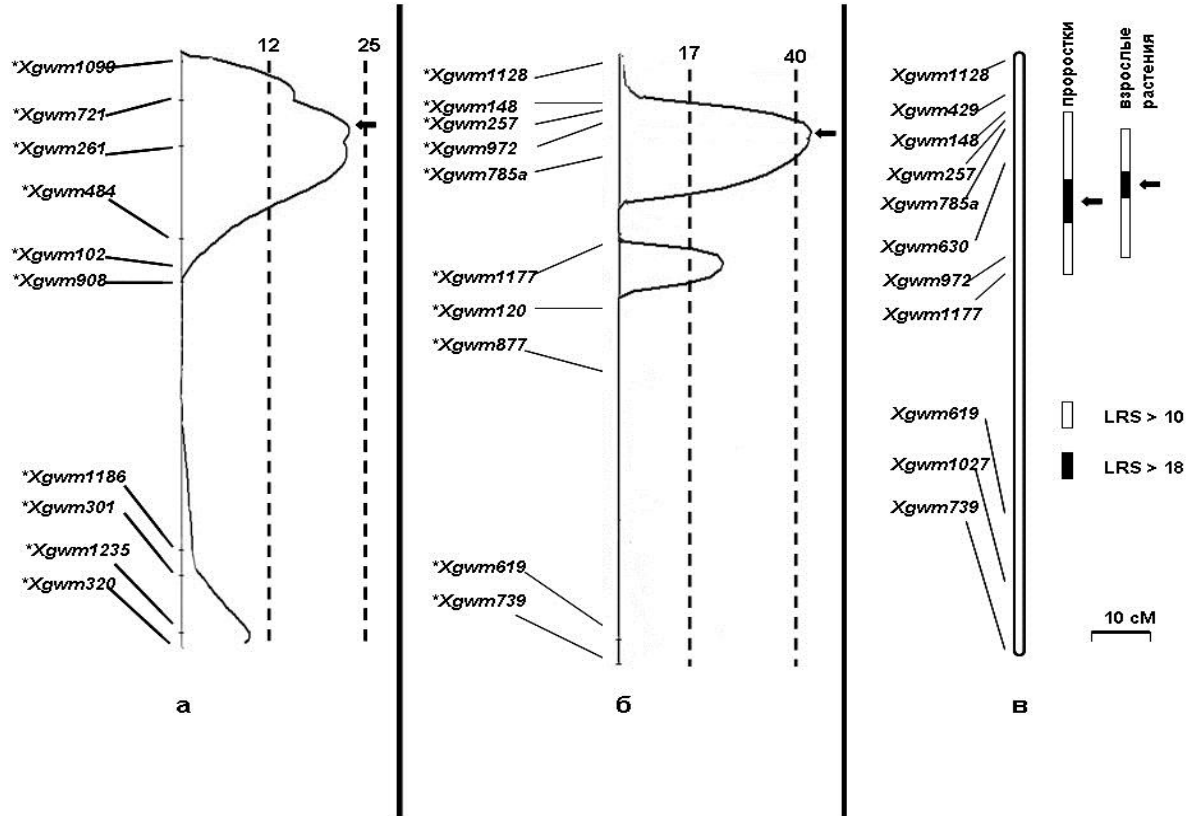 12 25
*Xgwm1090
*Xgwm721
*Xgwm261
*Xgwm484
*Xgwm102
*Xgwm908
*Xgwm1186
*Xgwm301
*Xgwm1235
*Xgwm320
а
17 40
*Xgwm1128
*Xgwm148
*Xgwm257
*Xgwm972
*Xgwm785a
*Xgwm1177
*Xgwm120
*Xgwm877
*Xgwm619
*Xgwm739
б
Xgwm1128
Xgwm429
Xgwm148
Xgwm257
Xgwm785a
Xgwm630
Xgwm972
Xgwm1177
Xgwm619
Xgwm1027
Xgwm739
проростки
взрослые
растения
LRS > 10
LRS > 18
10 сМ
в